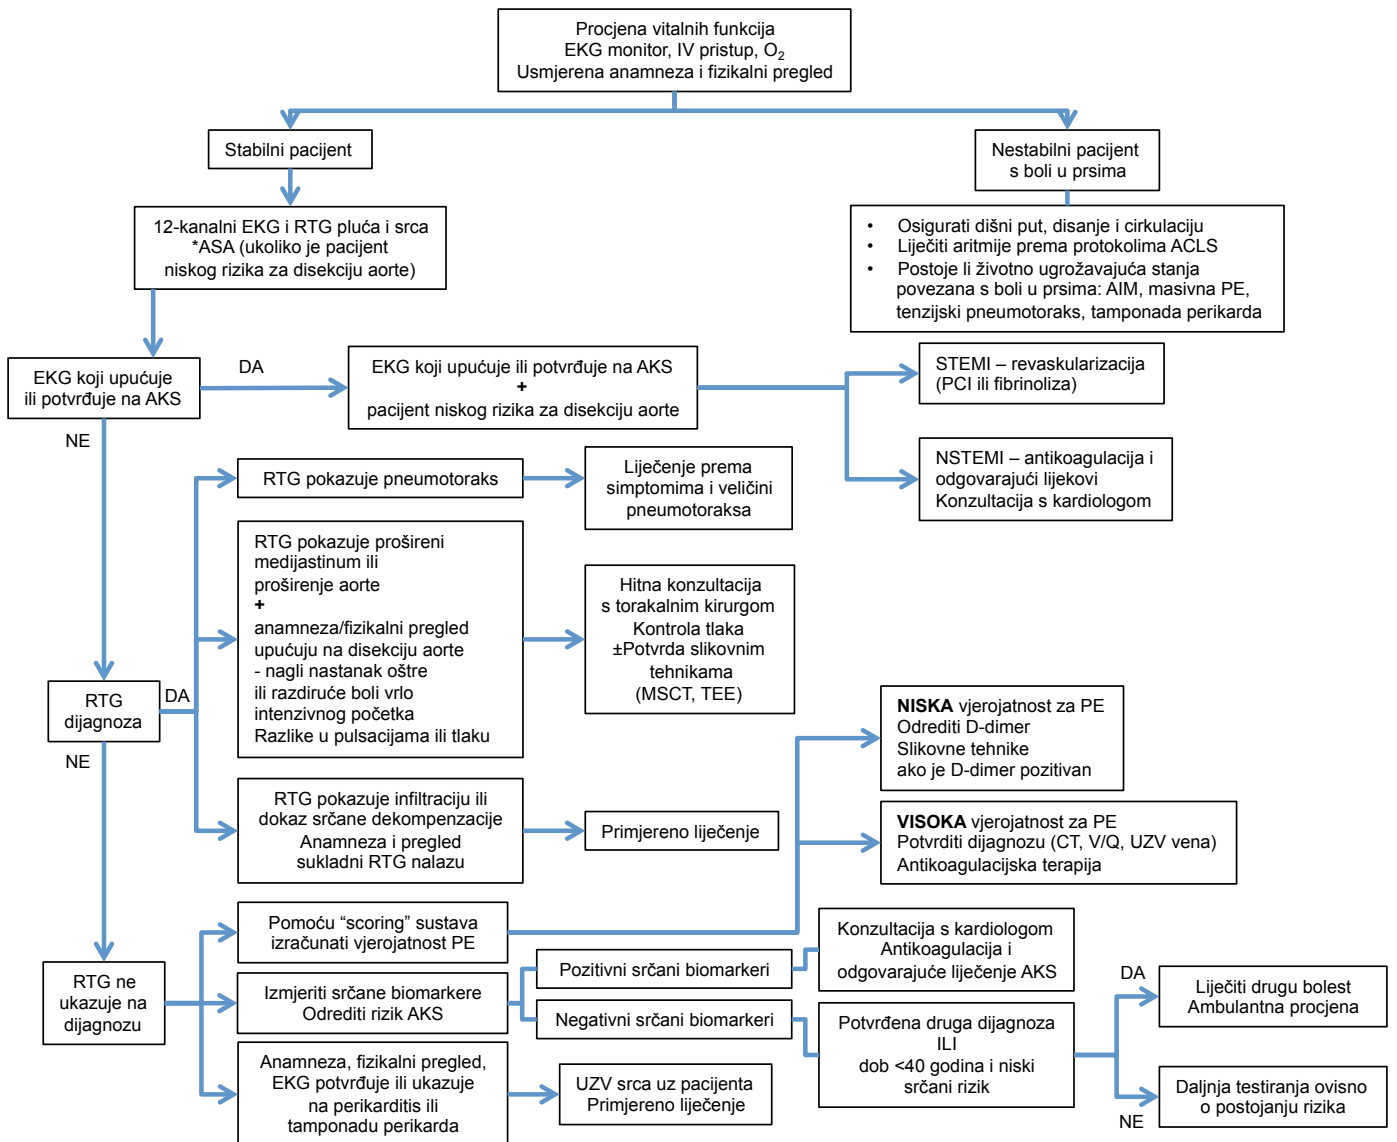 Procjena vitalnih funkcija
EKG monitor, IV pristup, O₂
Usmjerena anamneza i fizikalni pregled
Stabilni pacijent
Nestabilni pacijent
s boli u prsima
12-kanalni EKG i RTG pluća i srca
*ASA (ukoliko je pacijent
niskog rizika za disekciju aorte)
• Osigurati dišni put, disanje i cirkulaciju
• Liječiti aritmije prema protokolima ACLS
• Postoje li životno ugrožavajuća stanja
povezana s boli u prsima: AIM, masivna PE,
tenzijski pneumotoraks, tamponada perikarda
EKG koji upućuje
ili potvrđuje na AKS
DA
EKG koji upućuje ili potvrđuje na AKS
+
pacijent niskog rizika za disekciju aorte
STEMI – revaskularizacija
(PCI ili fibrinoliza)
NSTEMI – antikoagulacija i
odgovarajući lijekovi
Konzultacija s kardiologom
NE
RTG pokazuje pneumotoraks
Liječenje prema
simptomima i veličini
pneumotoraksa
RTG pokazuje prošireni
medijastinum ili
proširenje aorte
+
anamneza/fizikalni pregled
upućuju na disekciju aorte
- nagli nastanak oštre
ili razdiruće boli vrlo
intenzivnog početka
Razlike u pulsacijama ili tlaku
Hitna konzultacija
s torakalnim kirurgom
Kontrola tlaka
±Potvrda slikovnim
tehnikama
(MSCT, TEE)
RTG
dijagnoza
DA
NE
RTG pokazuje infiltraciju ili
dokaz srčane dekompenzacije
Anamneza i pregled
sukladni RTG nalazu
Primjereno liječenje
NISKA vjerojatnost za PE
Odrediti D-dimer
Slikovne tehnike
ako je D-dimer pozitivan
VISOKA vjerojatnost za PE
Potvrditi dijagnozu (CT, V/Q, UZV vena)
Antikoagulacijska terapija
RTG ne
ukazuje na
dijagnozu
Pomoću “scoring” sustava
izračunati vjerojatnost PE
Izmjeriti srčane biomarkere
Odrediti rizik AKS
Pozitivni srčani biomarkeri
Konzultacija s kardiologom
Antikoagulacija i
odgovarajuće liječenje AKS
Negativni srčani biomarkeri
Potvrđena druga dijagnoza
ILI
dob <40 godina i niski
srčani rizik
DA
Liječiti drugu bolest
Ambulantna procjena
NE
Daljnja testiranja ovisno
o postojanju rizika
Anamneza, fizikalni pregled,
EKG potvrđuje ili ukazuje
na perikarditis ili
tamponadu perikarda
UZV srca uz pacijenta
Primjereno liječenje